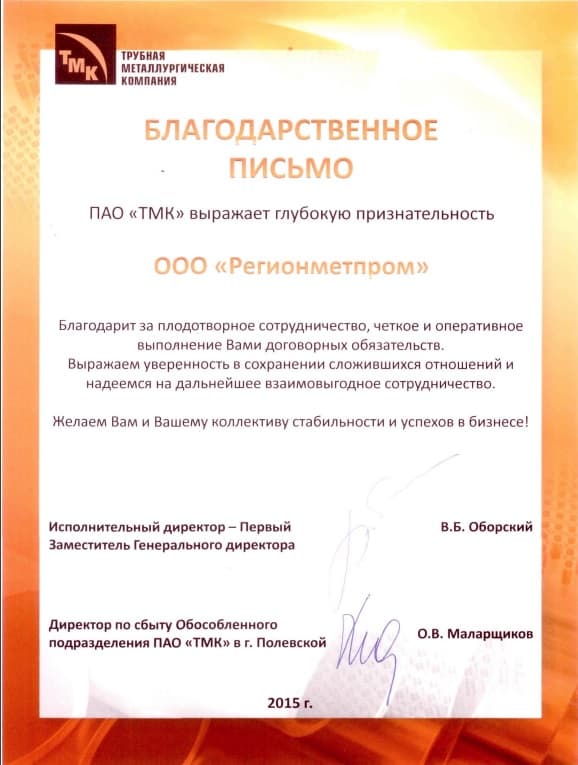 ТМК
ТРУБНАЯ
МЕТАЛЛУРГИЧЕСКАЯ
КОМПАНИЯ
БЛАГОДАРСТВЕННОЕ
ПИСЬМО
ПАО «ТМК» выражает глубокую признательность
ООО «Регионметпром»
Благодарит за плодотворное сотрудничество, четкое и оперативное
выполнение Вами договорных обязательств.
Выражаем уверенность в сохранении сложившихся отношений и
надеемся на дальнейшее взаимовыгодное сотрудничество.
Желаем Вам и Вашему коллективу стабильности и успехов в бизнесе!
Исполнительный директор – Первый
Заместитель Генерального директора
В.Б. Оборский
Директор по сбыту Обособленного
подразделения ПАО «ТМК» в г. Полевской
О.В. Маларщиков
2015 г.